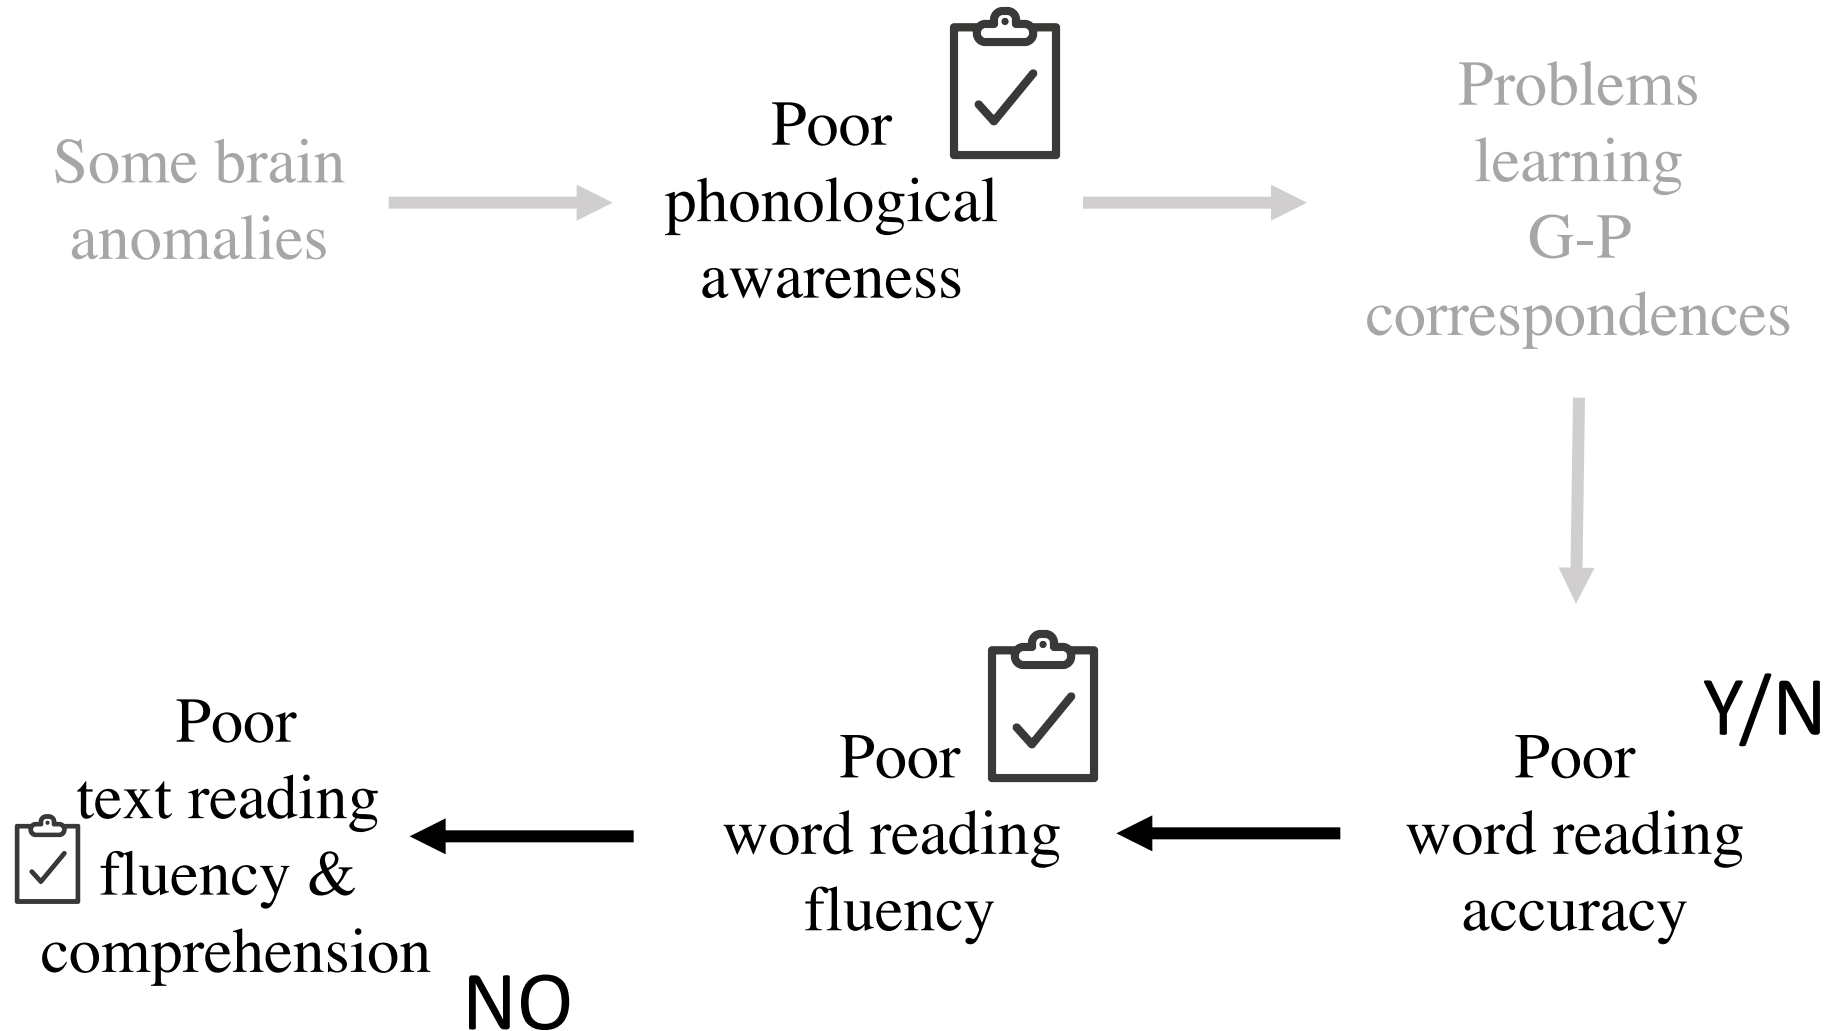 Some brain
anomalies
Poor
phonological
awareness
Problems
learning
G-P
correspondences
Y/N
Poor
word reading
accuracy
Poor
word reading
fluency
Poor
text reading
fluency &
comprehension
NO